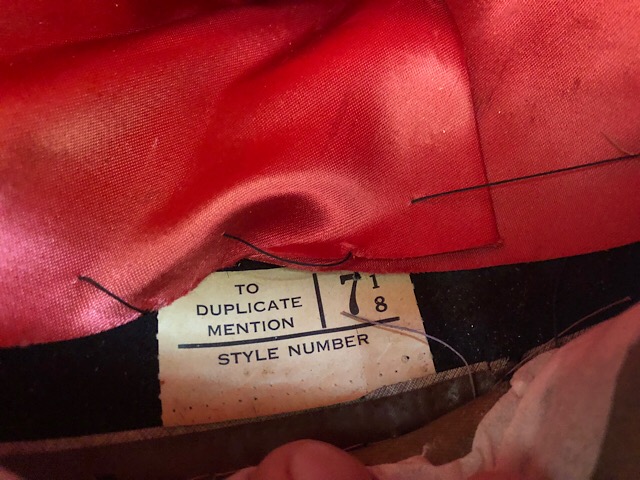 TO
DUPLICATE
MENTION
7 1/8
STYLE NUMBER